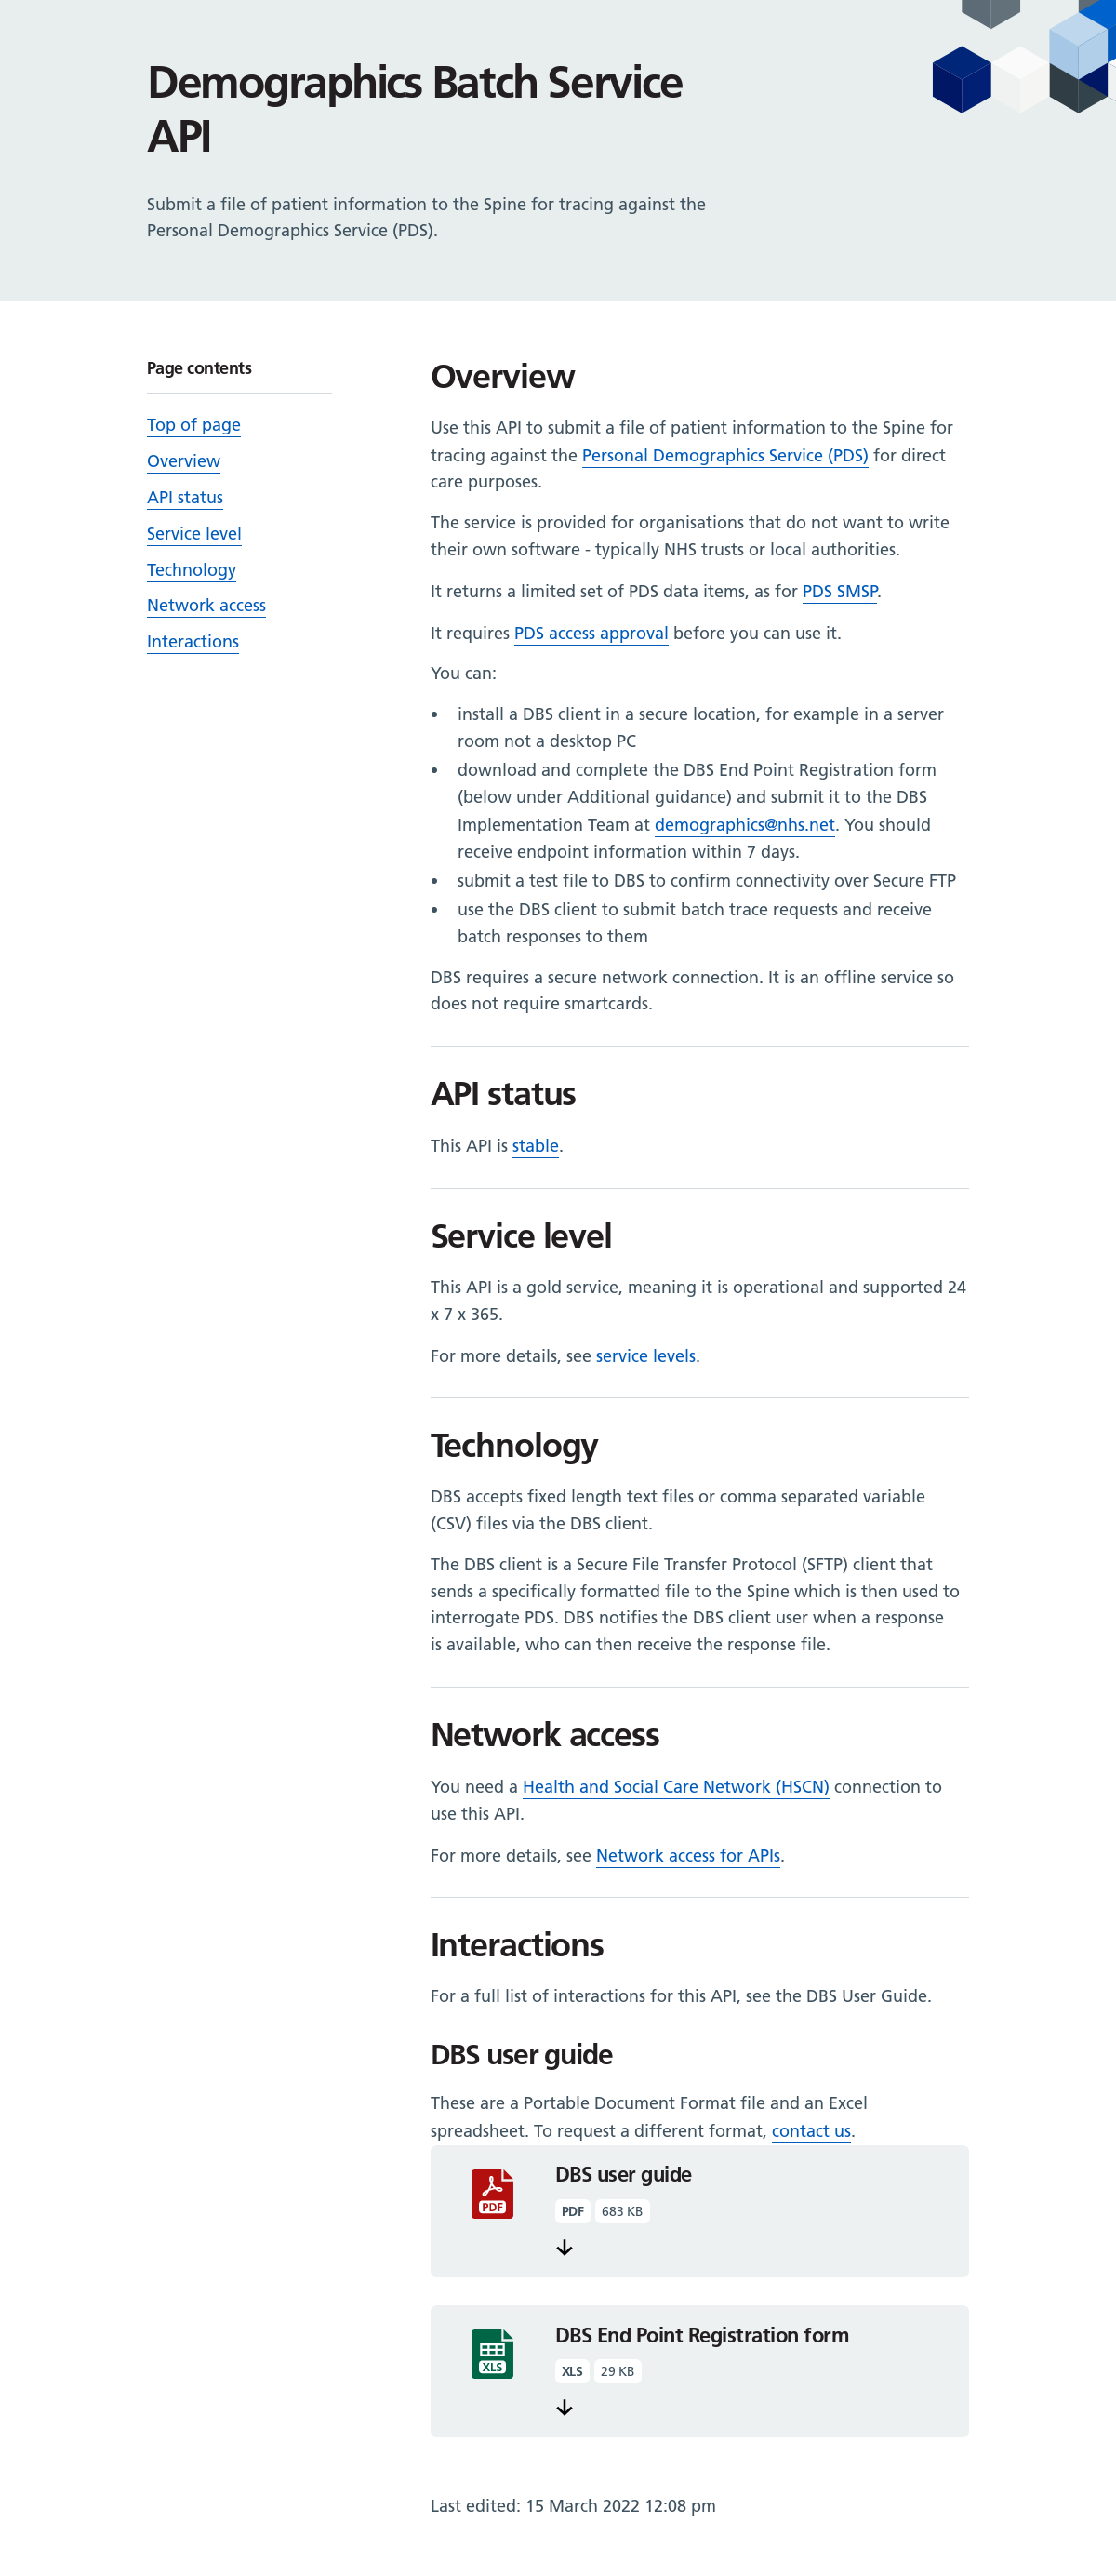 Demographics Batch Service
API
Submit a file of patient information to the Spine for tracing against the
Personal Demographics Service (PDS).
Page contents
Top of page
Overview
API status
Service level
Technology
Network access
Interactions
Overview
Use this API to submit a file of patient information to the Spine for
tracing against the Personal Demographics Service (PDS) for direct
care purposes.
The service is provided for organisations that do not want to write
their own software - typically NHS trusts or local authorities.
It returns a limited set of PDS data items, as for PDS SMSP.
It requires PDS access approval before you can use it.
You can:
• install a DBS client in a secure location, for example in a server
room not a desktop PC
• download and complete the DBS End Point Registration form
(below under Additional guidance) and submit it to the DBS
Implementation Team at demographics@nhs.net. You should
receive endpoint information within 7 days.
• submit a test file to DBS to confirm connectivity over Secure FTP
• use the DBS client to submit batch trace requests and receive
batch responses to them
DBS requires a secure network connection. It is an offline service so
does not require smartcards.
API status
This API is stable.
Service level
This API is a gold service, meaning it is operational and supported 24
x 7 x 365.
For more details, see service levels.
Technology
DBS accepts fixed length text files or comma separated variable
(CSV) files via the DBS client.
The DBS client is a Secure File Transfer Protocol (SFTP) client that
sends a specifically formatted file to the Spine which is then used to
interrogate PDS. DBS notifies the DBS client user when a response
is available, who can then receive the response file.
Network access
You need a Health and Social Care Network (HSCN) connection to
use this API.
For more details, see Network access for APIs.
Interactions
For a full list of interactions for this API, see the DBS User Guide.
DBS user guide
These are a Portable Document Format file and an Excel
spreadsheet. To request a different format, contact us.
PDF
DBS user guide
PDF 683 KB
XLS
DBS End Point Registration form
XLS 29 KB
Last edited: 15 March 2022 12:08 pm